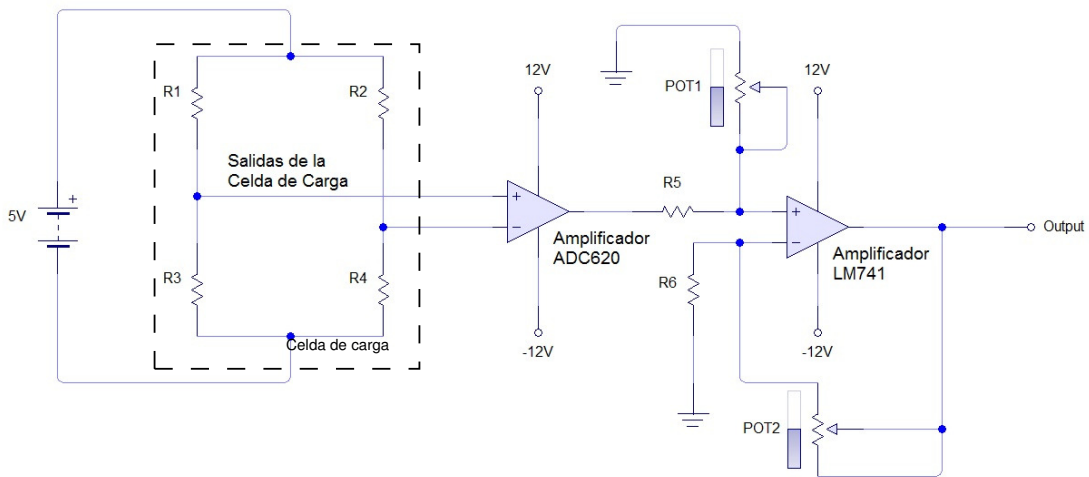 5V
+
R1
R2
R3
R4
Salidas de la
Celda de Carga
Celda de carga
12V
+
−
-12V
Amplificador
ADC620
R5
R6
POT1
12V
+
−
-12V
Amplificador
LM741
POT2
Output